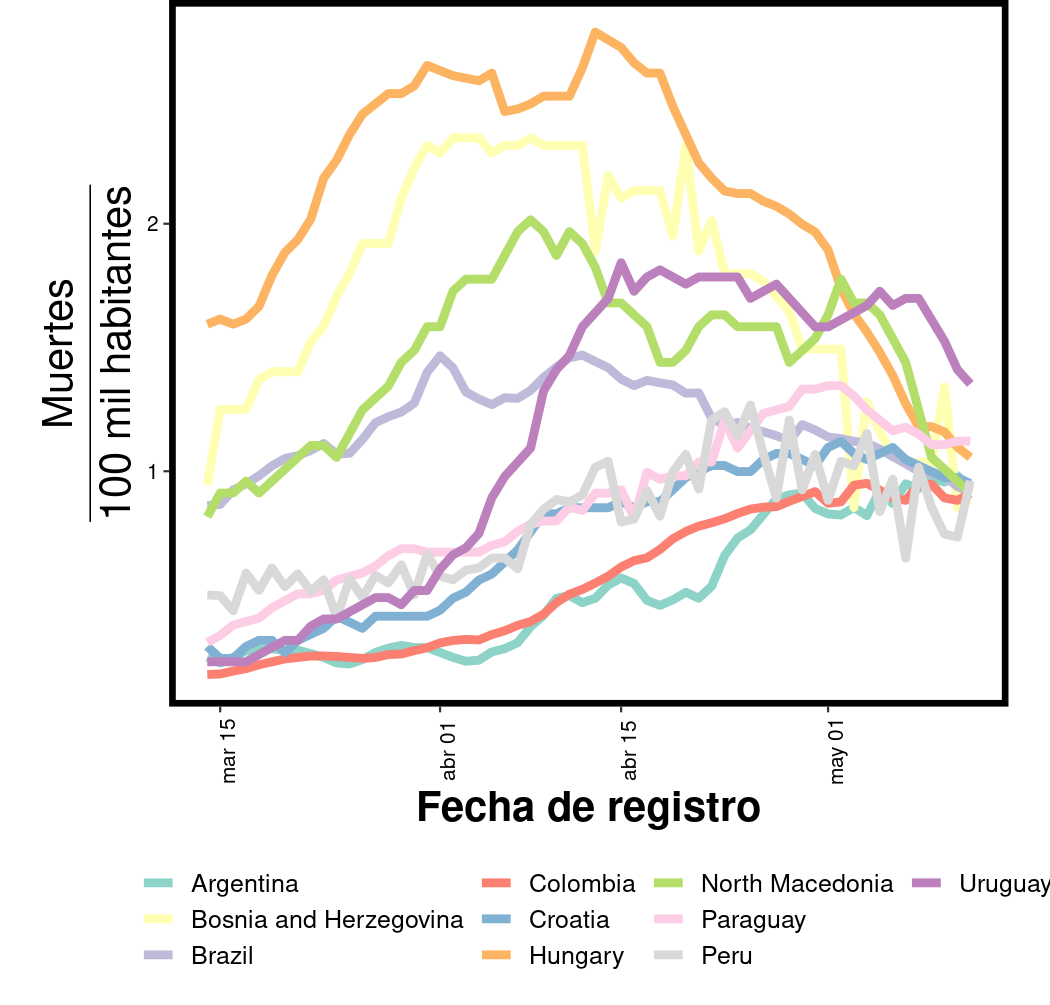 Muertes
100 mil habitantes
2
1
mar 15
abr 01
abr 15
may 01
Fecha de registro
Argentina
Colombia
North Macedonia
Uruguay
Bosnia and Herzegovina
Croatia
Paraguay
Brazil
Hungary
Peru